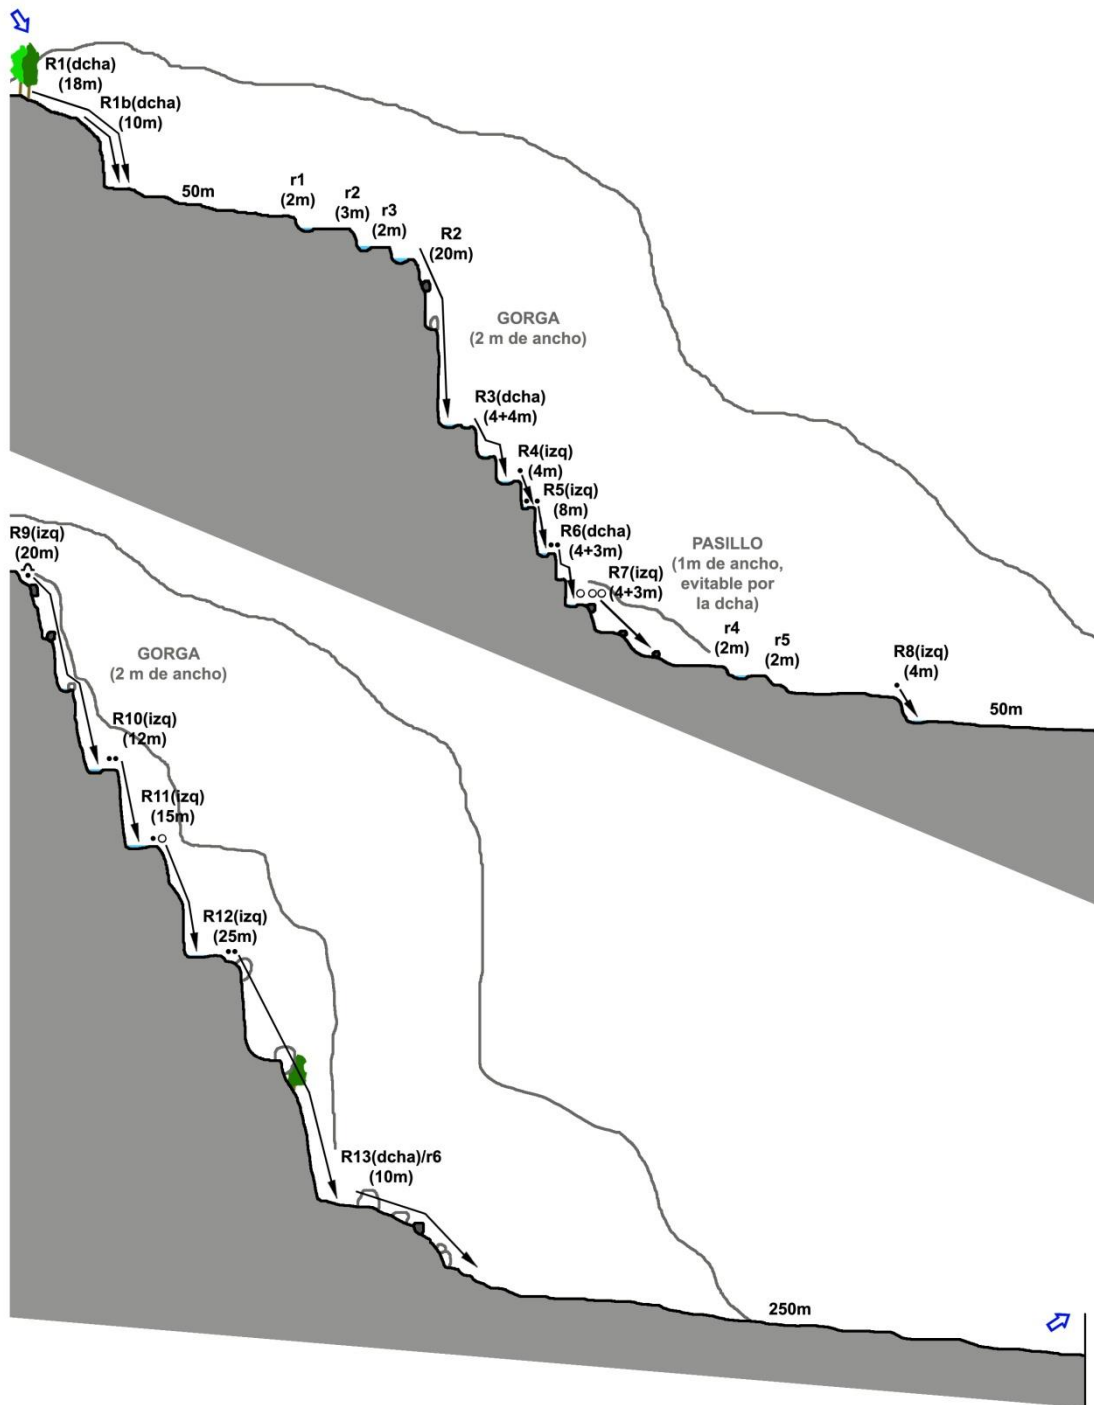 R1(dcha)
(18m)
R1b(dcha)
(10m)
50m
r1
(2m)
r2
(3m)
r3
(2m)
R2
(20m)
GORGA
(2 m de ancho)
R3(dcha)
(4+4m)
R4(izq)
(4m)
R5(izq)
(8m)
R6(dcha)
(4+3m)
R7(izq)
(4+3m)
PASILLO
(1m de ancho,
evitable por
la dcha)
r4
(2m)
r5
(2m)
R8(izq)
(4m)
50m
R9(izq)
(20m)
GORGA
(2 m de ancho)
R10(izq)
(12m)
R11(izq)
(15m)
R12(izq)
(25m)
R13(dcha)/r6
(10m)
250m